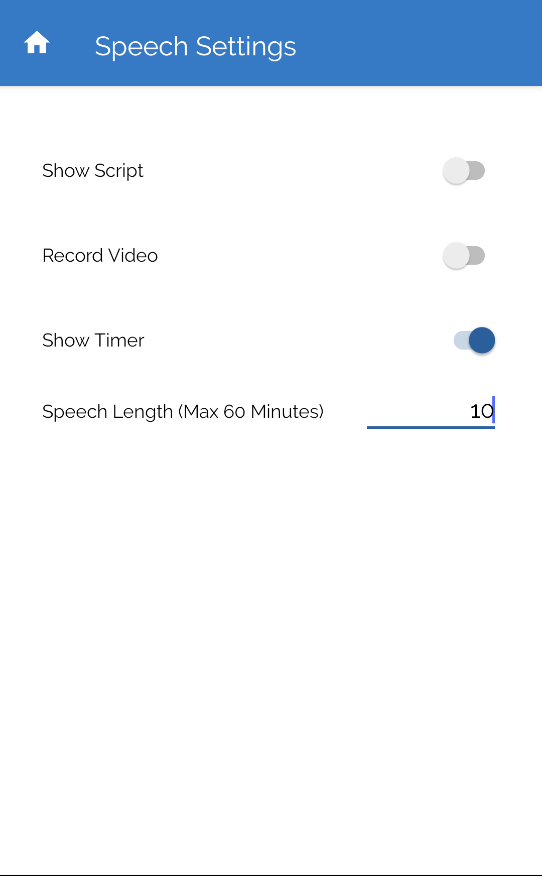 Speech Settings
Show Script
Record Video
Show Timer
Speech Length (Max 60 Minutes) 10